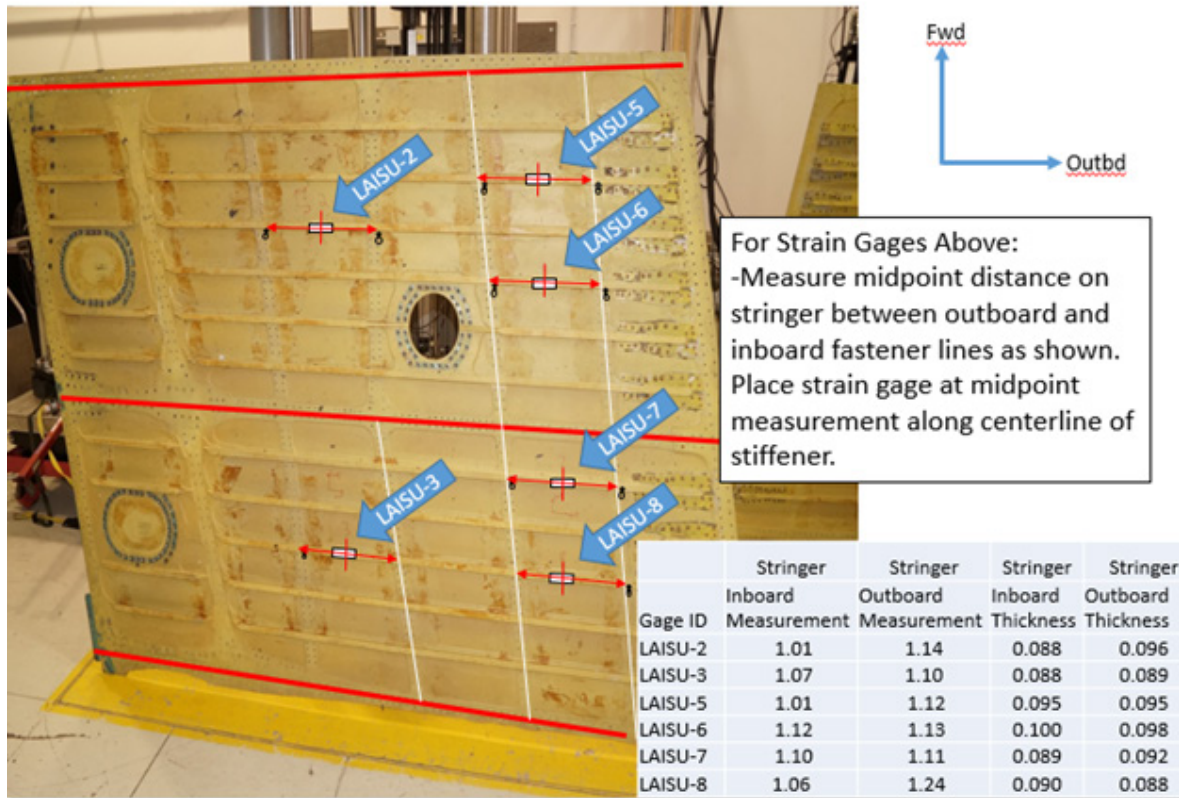 Fwd
Outbd
LAISU-5
LAISU-2
LAISU-6
For Strain Gages Above:
-Measure midpoint distance on
stringer between outboard and
inboard fastener lines as shown.
Place strain gage at midpoint
measurement along centerline of
stiffener.
LAISU-7
LAISU-3
LAISU-8
Stringer Stringer Stringer Stringer
Inboard Outboard Inboard Outboard
Gage ID Measurement Measurement Thickness Thickness
LAISU-2 1.01 1.14 0.088 0.096
LAISU-3 1.07 1.10 0.088 0.089
LAISU-5 1.01 1.12 0.095 0.095
LAISU-6 1.12 1.13 0.100 0.098
LAISU-7 1.10 1.11 0.089 0.092
LAISU-8 1.06 1.24 0.090 0.088